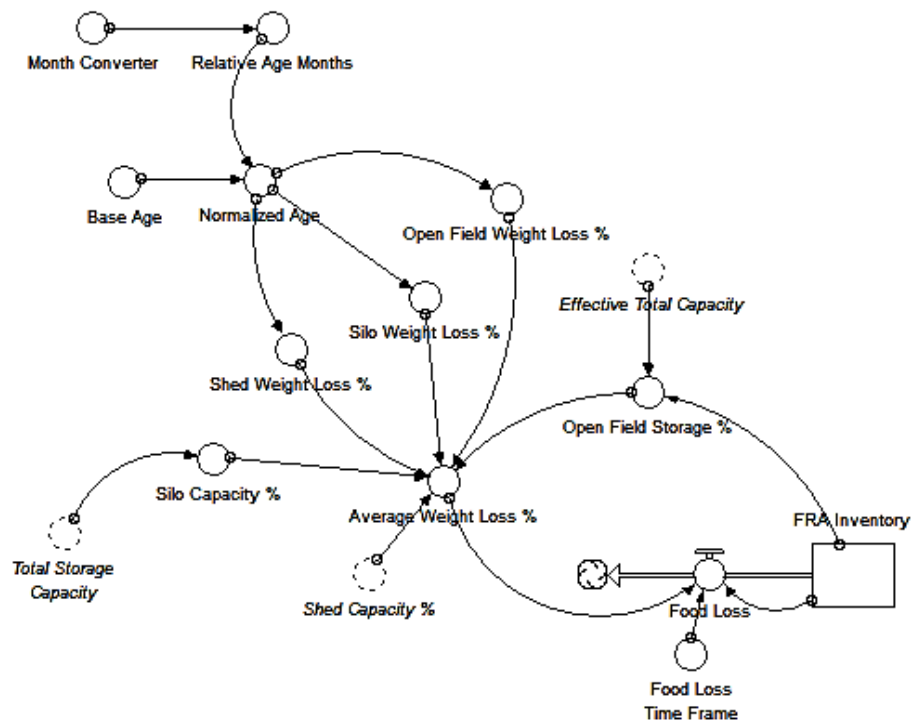 Month Converter
Relative Age Months
Base Age
Normalized Age
Open Field Weight Loss %
Effective Total Capacity
Silo Weight Loss %
Shed Weight Loss %
Open Field Storage %
Silo Capacity %
Average Weight Loss %
FRA Inventory
Total Storage
Capacity
Shed Capacity %
Food Loss
Food Loss
Time Frame